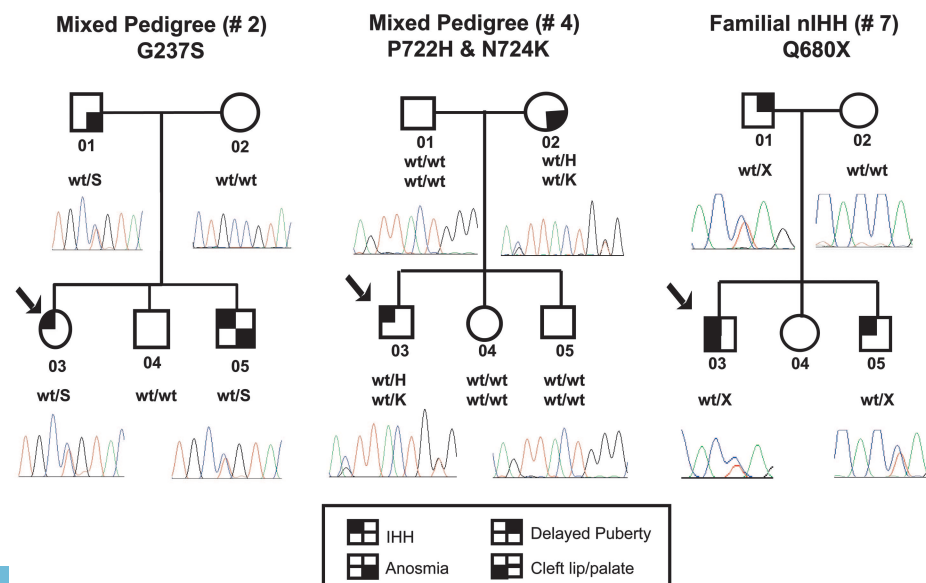 Mixed Pedigree (# 2)
G237S
01
02
wt/S
wt/wt
03
04
05
wt/S
wt/wt
wt/S
Mixed Pedigree (# 4)
P722H & N724K
01
02
wt/wt
wt/H
wt/wt
wt/K
03
04
05
wt/H
wt/wt
wt/wt
wt/K
wt/wt
wt/wt
Familial nIHH (# 7)
Q680X
01
02
wt/X
wt/wt
03
04
05
wt/X
wt/X
IHH
Delayed Puberty
Anosmia
Cleft lip/palate